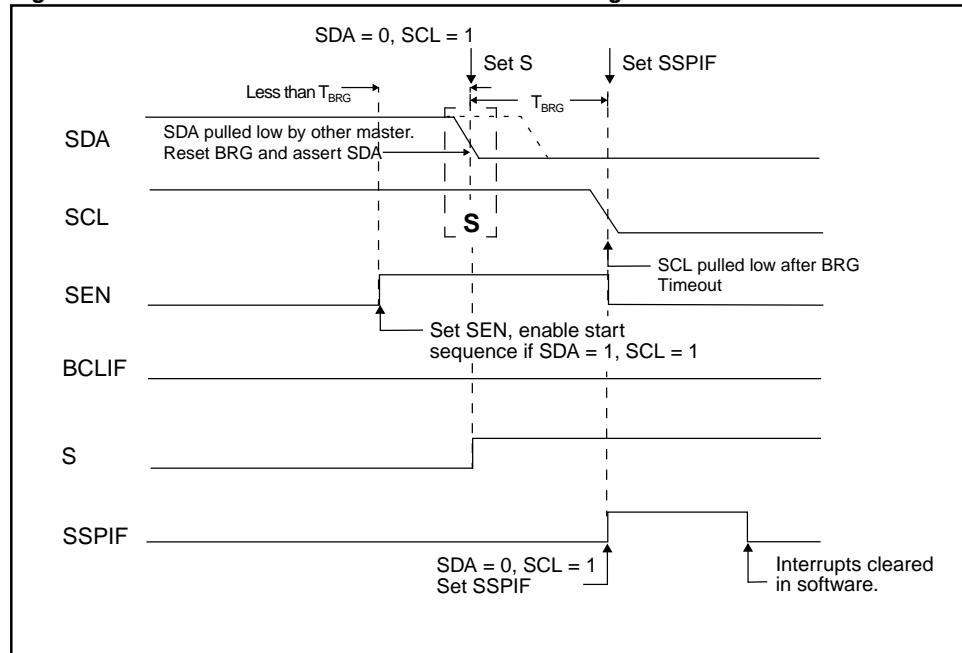 SDA = 0, SCL = 1
Set S
Set SSPIF
Less than TBRG
TBRG
SDA
SDA pulled low by other master.
Reset BRG and assert SDA
SCL
S
SCL pulled low after BRG
Timeout
SEN
Set SEN, enable start
sequence if SDA = 1, SCL = 1
BCLIF
S
SSPIF
SDA = 0, SCL = 1
Set SSPIF
Interrupts cleared
in software.